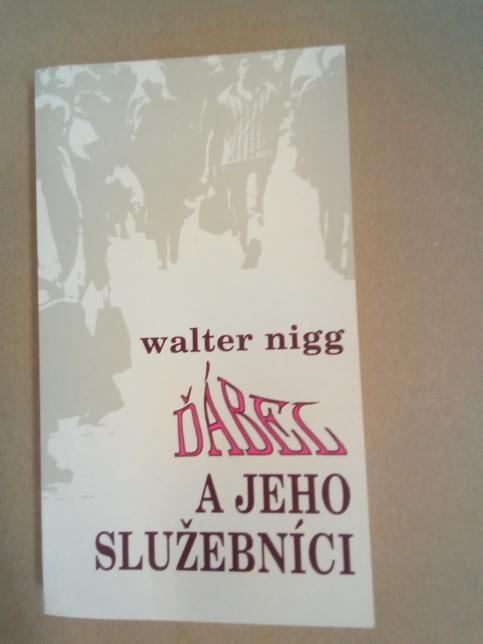 walter nigg
ĎÁBEL
A JEHO
SLUŽEBNÍCI